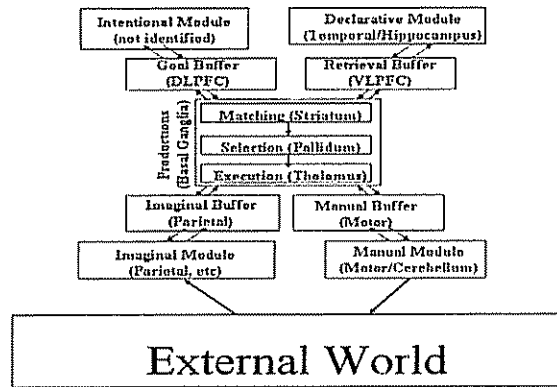 Intentional Module
(not identified)
Declarative Module
(Temporal/Hippocampus)
Goal Buffer
(DLPFC)
Retrieval Buffer
(VLPFC)
Productions
(Basal Ganglia)
Matching (Striatum)
Selection (Pallidum)
Execution (Thalamus)
Imaginal Buffer
(Parietal)
Manual Buffer
(Motor)
Imaginal Module
(Parietal, etc)
Manual Module
(Motor/Cerebellum)
External World